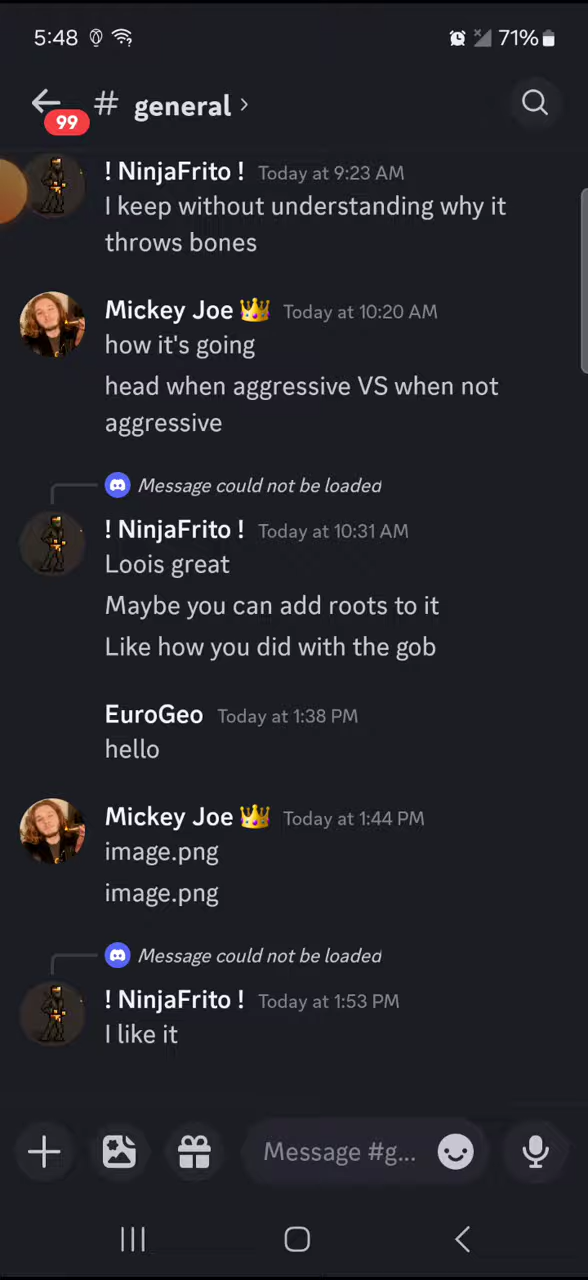 5:48 71%
99 # general ›
! NinjaFrito ! Today at 9:23 AM
I keep without understanding why it
throws bones
Mickey Joe 👑 Today at 10:20 AM
how it's going
head when aggressive VS when not
aggressive
Message could not be loaded
! NinjaFrito ! Today at 10:31 AM
Loois great
Maybe you can add roots to it
Like how you did with the gob
EuroGeo Today at 1:38 PM
hello
Mickey Joe 👑 Today at 1:44 PM
image.png
image.png
Message could not be loaded
! NinjaFrito ! Today at 1:53 PM
I like it
Message #g...